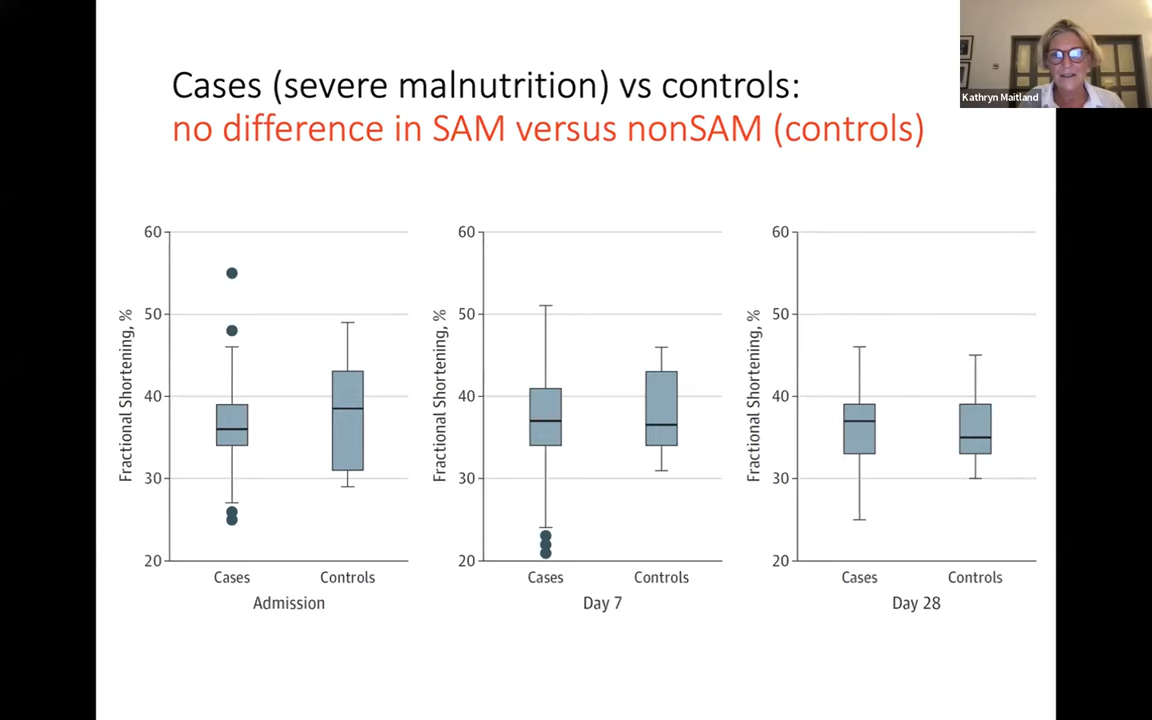 Cases (severe malnutrition) vs controls:
no difference in SAM versus nonSAM (controls)
Kathryn Maitland
Fractional Shortening, %
60
50
40
30
20
Cases
Controls
Admission
Fractional Shortening, %
60
50
40
30
20
Cases
Controls
Day 7
Fractional Shortening, %
60
50
40
30
20
Cases
Controls
Day 28